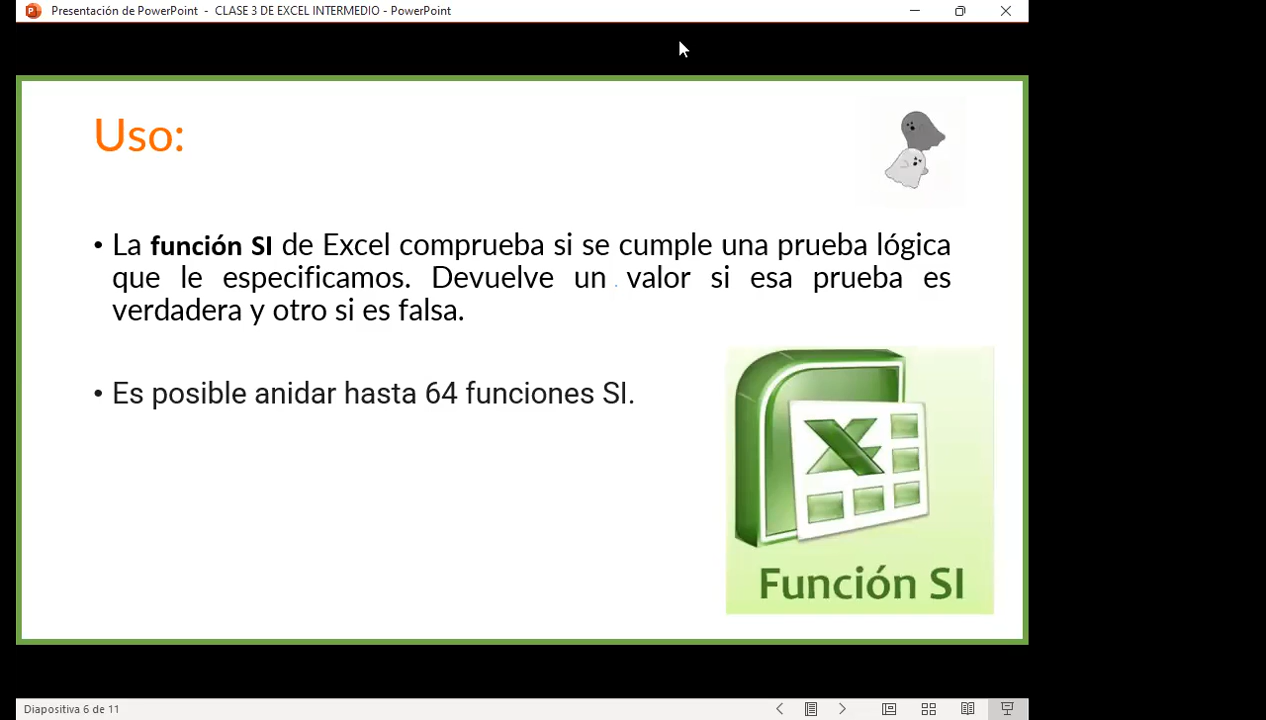 Presentación de PowerPoint - CLASE 3 DE EXCEL INTERMEDIO - PowerPoint
Uso:
• La función SI de Excel comprueba si se cumple una prueba lógica
que le especificamos. Devuelve un valor si esa prueba es
verdadera y otro si es falsa.
• Es posible anidar hasta 64 funciones SI.
Función SI
Diapositiva 6 de 11